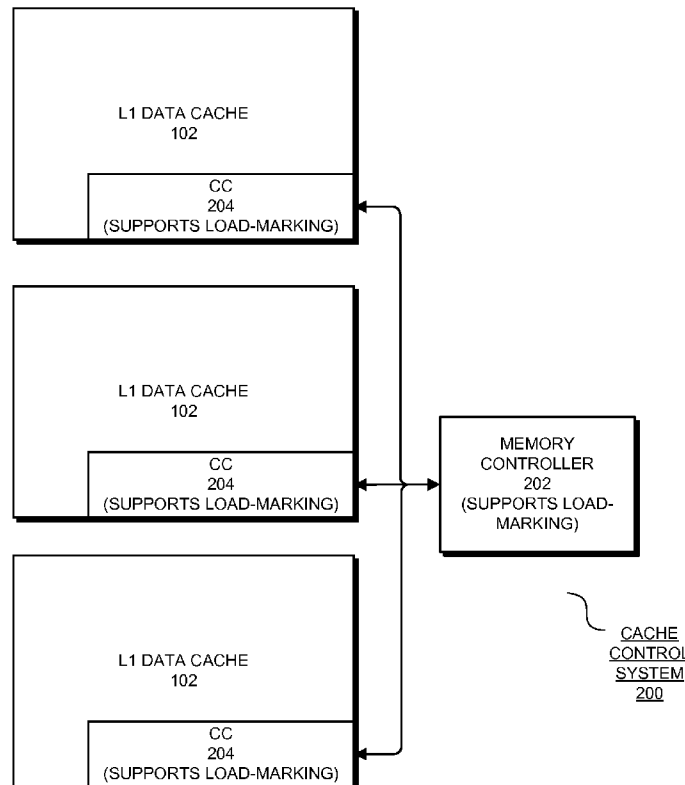 L1 DATA CACHE
102
CC
204
(SUPPORTS LOAD-MARKING)
L1 DATA CACHE
102
CC
204
(SUPPORTS LOAD-MARKING)
MEMORY
CONTROLLER
202
(SUPPORTS LOAD-
MARKING)
L1 DATA CACHE
102
CC
204
(SUPPORTS LOAD-MARKING)
CACHE
CONTROL
SYSTEM
200